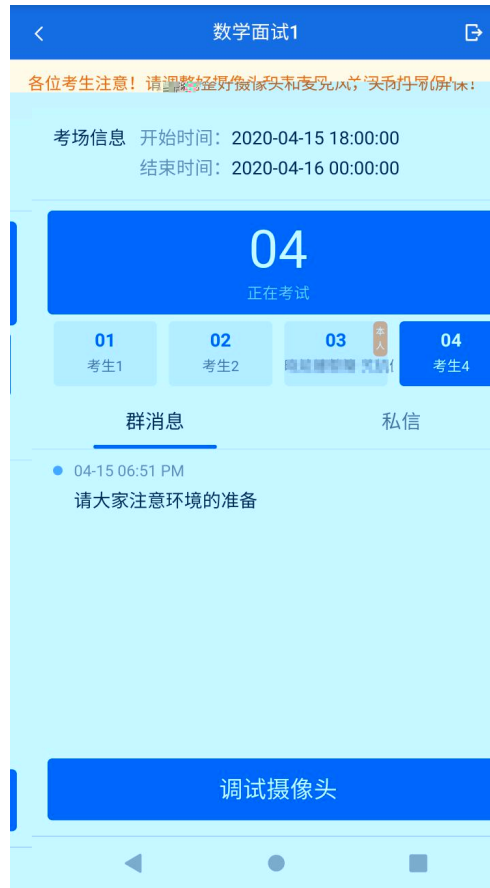 数学面试1
各位考生注意！请调整好摄像头和麦克风，关闭手机屏保！
考场信息 开始时间：2020-04-15 18:00:00
结束时间：2020-04-16 00:00:00
04
正在考试
01 02 03 本人 04
考生1 考生2 考生4
群消息 私信
04-15 06:51 PM
请大家注意环境的准备
调试摄像头